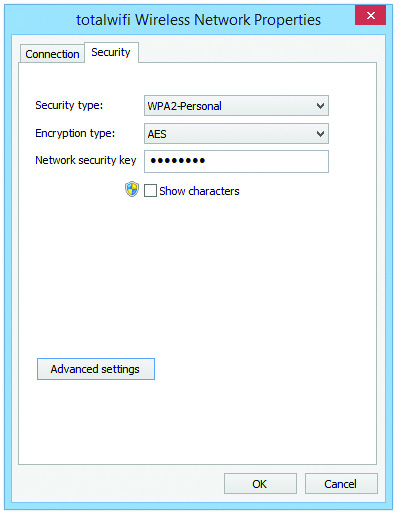 totalwifi Wireless Network Properties
Connection Security
Security type: WPA2-Personal
Encryption type: AES
Network security key ●●●●●●●●
Show characters
Advanced settings
OK Cancel